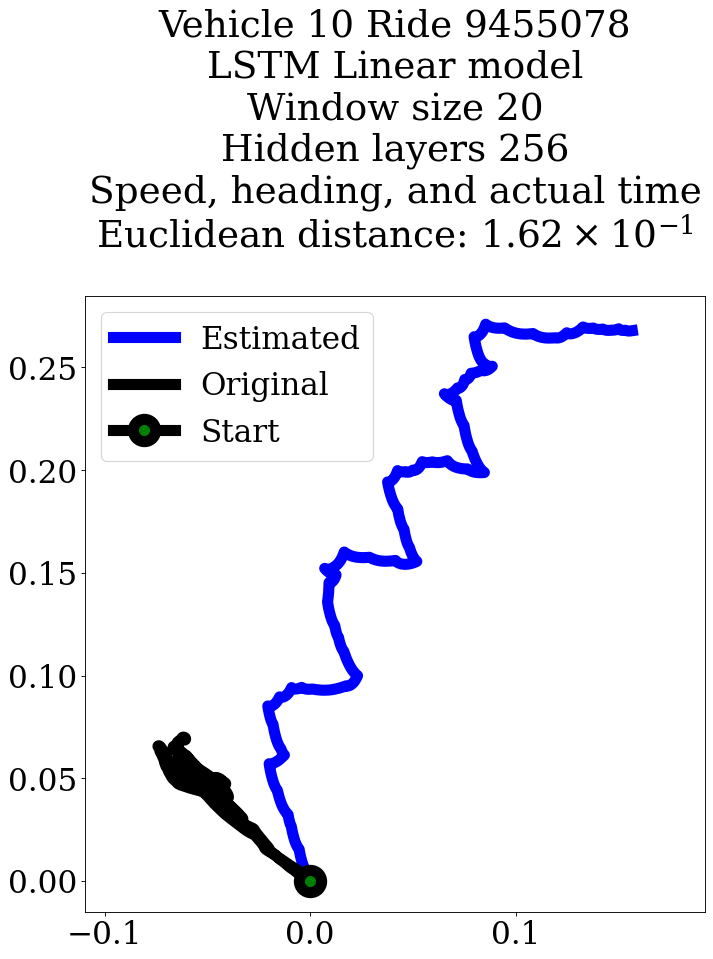 Vehicle 10 Ride 9455078
LSTM Linear model
Window size 20
Hidden layers 256
Speed, heading, and actual time
Euclidean distance: 1.62 × 10⁻¹
Estimated
Original
Start
0.25
0.20
0.15
0.10
0.05
0.00
−0.1 0.0 0.1